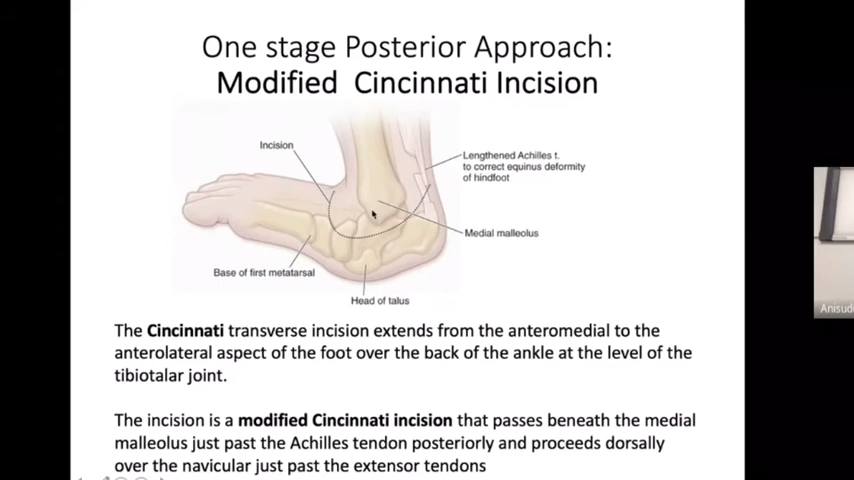 One stage Posterior Approach:
Modified Cincinnati Incision
Incision
Lengthened Achilles t.
to correct equinus deformity
of hindfoot
Medial malleolus
Base of first metatarsal
Head of talus
The Cincinnati transverse incision extends from the anteromedial to the
anterolateral aspect of the foot over the back of the ankle at the level of the
tibiotalar joint.
The incision is a modified Cincinnati incision that passes beneath the medial
malleolus just past the Achilles tendon posteriorly and proceeds dorsally
over the navicular just past the extensor tendons